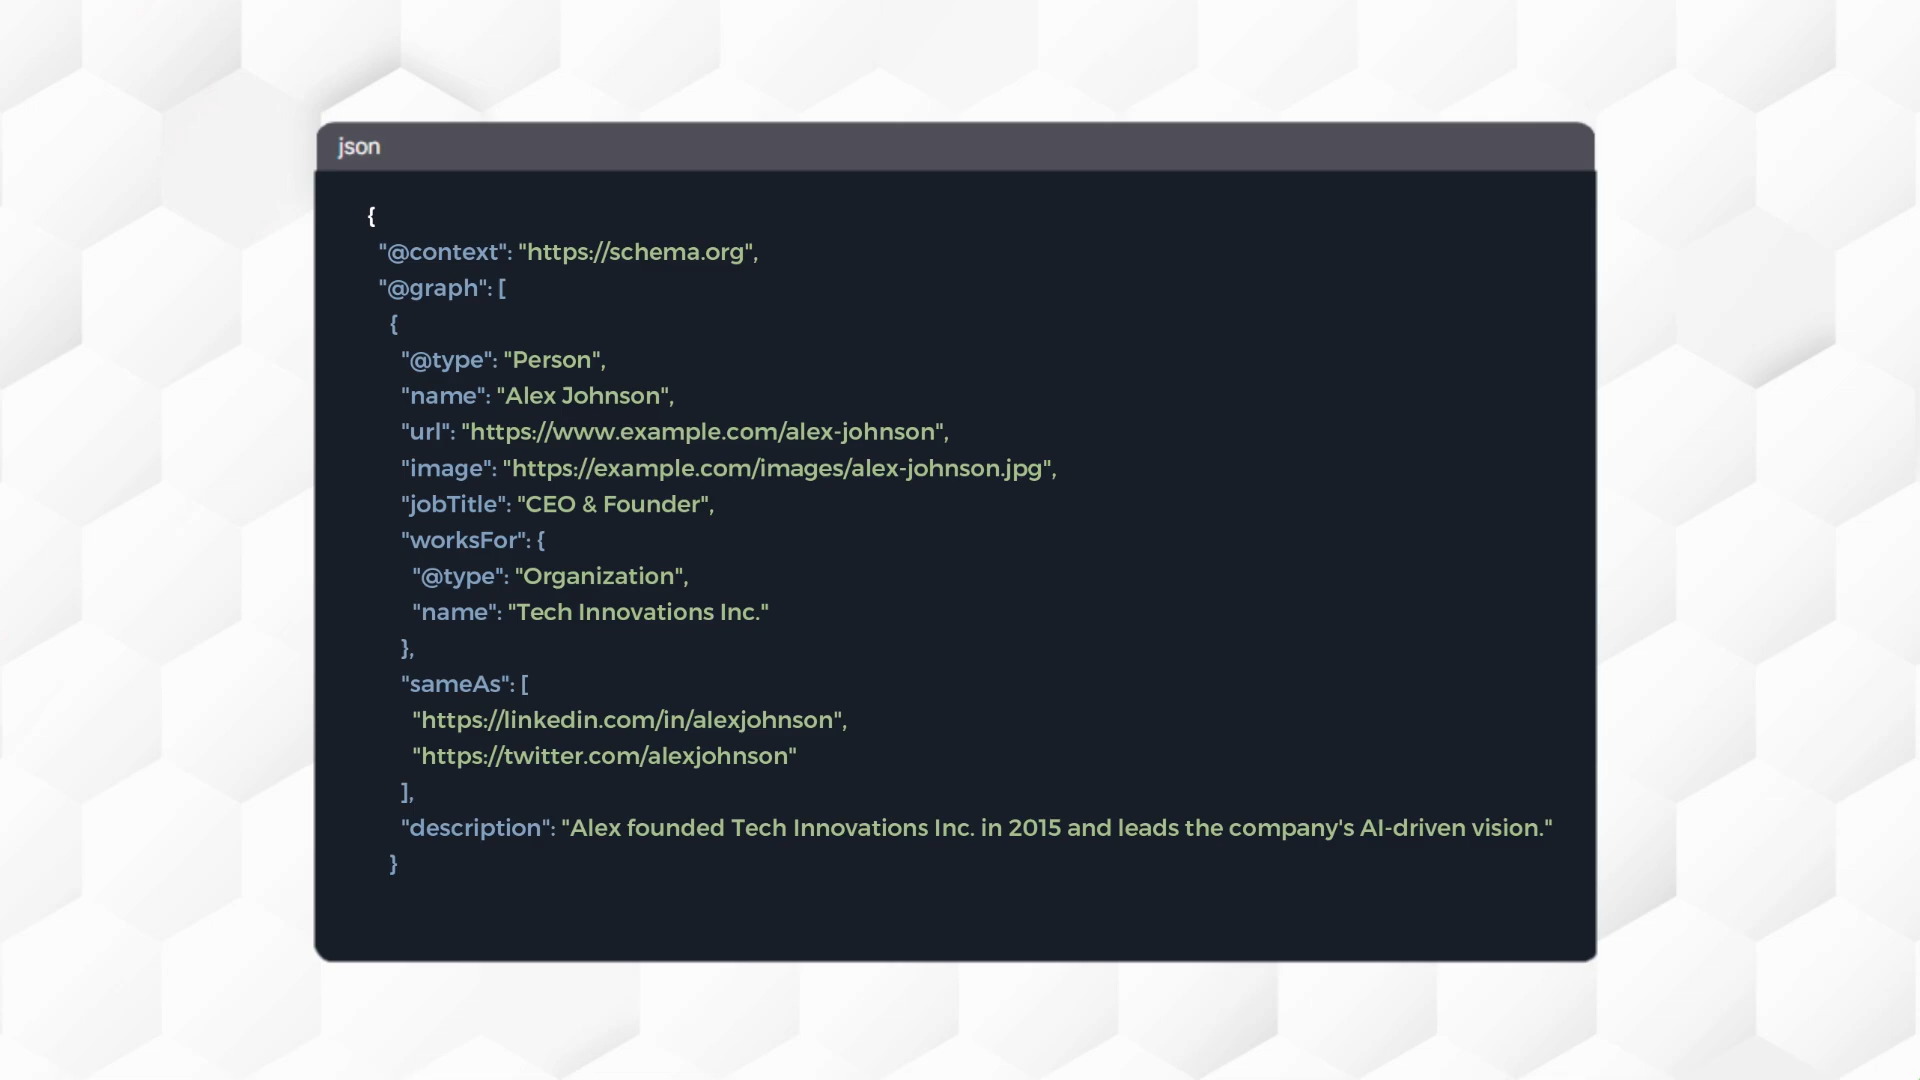 json
{
"@context": "https://schema.org",
"@graph": [
{
"@type": "Person",
"name": "Alex Johnson",
"url": "https://www.example.com/alex-johnson",
"image": "https://example.com/images/alex-johnson.jpg",
"jobTitle": "CEO & Founder",
"worksFor": {
"@type": "Organization",
"name": "Tech Innovations Inc."
},
"sameAs": [
"https://linkedin.com/in/alexjohnson",
"https://twitter.com/alexjohnson"
],
"description": "Alex founded Tech Innovations Inc. in 2015 and leads the company's AI-driven vision."
}